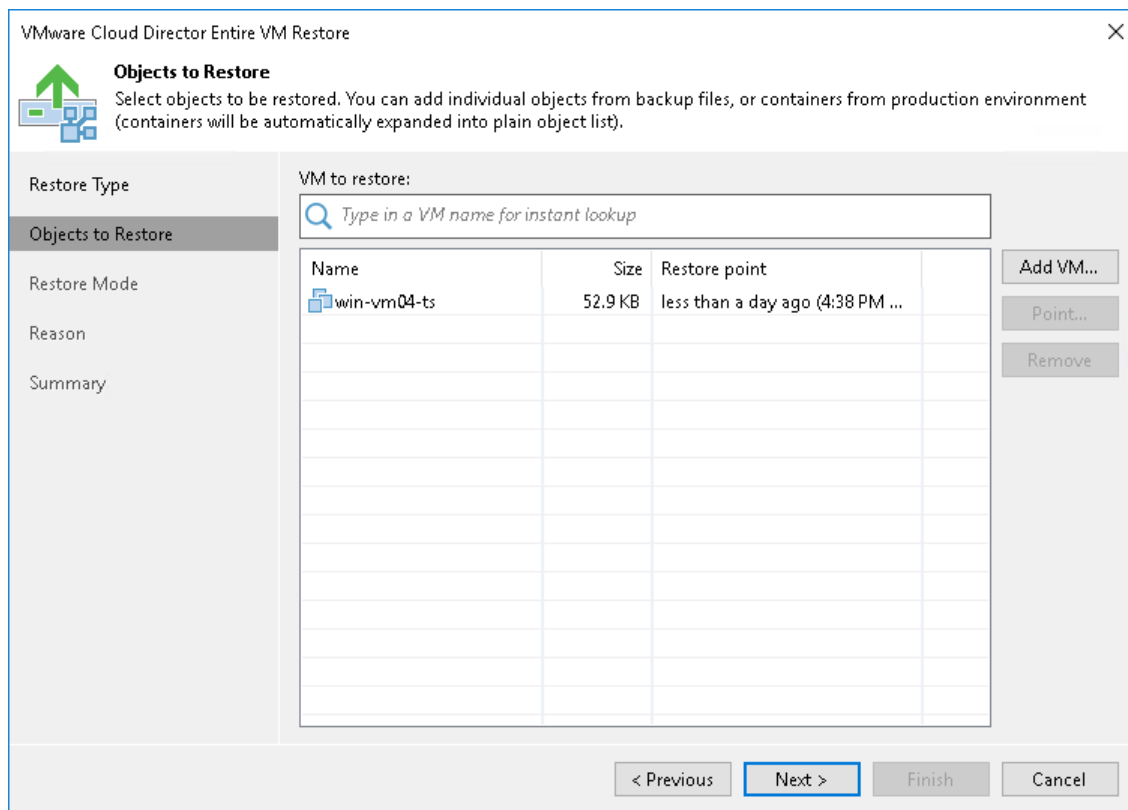 VMware Cloud Director Entire VM Restore
Objects to Restore
Select objects to be restored. You can add individual objects from backup files, or containers from production environment
(containers will be automatically expanded into plain object list).
Restore Type
Objects to Restore
Restore Mode
Reason
Summary
VM to restore:
Type in a VM name for instant lookup
Name Size Restore point
win-vm04-ts 52.9 KB less than a day ago (4:38 PM ...
Add VM...
Point...
Remove
< Previous Next > Finish Cancel